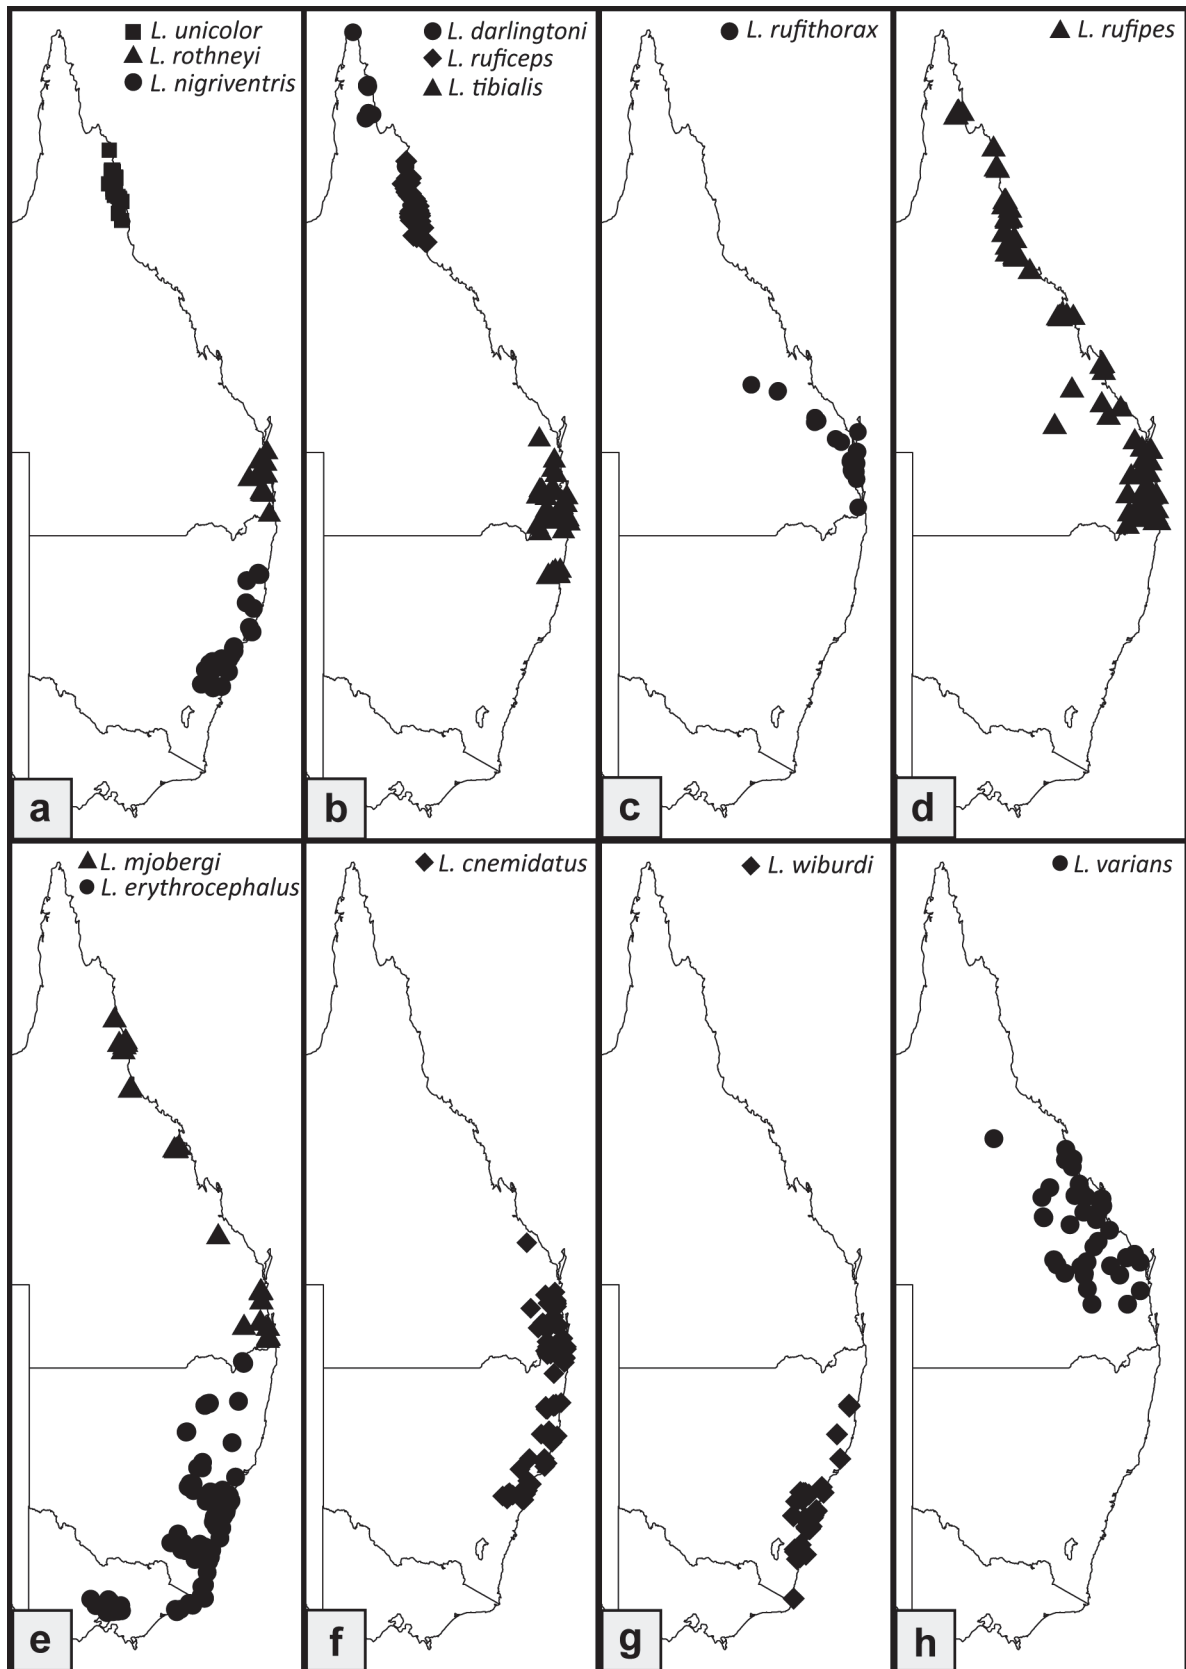 L. unicolor
L. rothneyi
L. nigriventris
a
L. darlingtoni
L. ruficeps
L. tibialis
b
L. rufithorax
c
L. rufipes
d
L. mjobergi
L. erythrocephalus
e
L. cnemidatus
f
L. wiburdi
g
L. varians
h